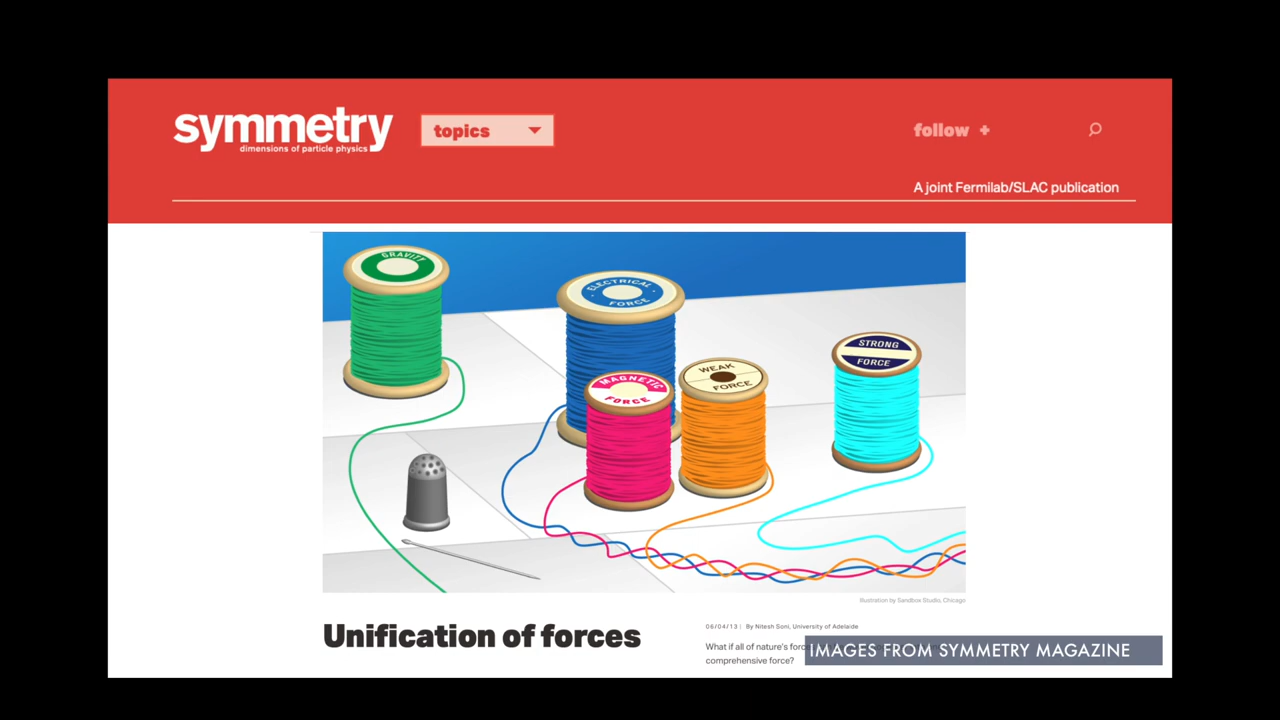 symmetry
dimensions of particle physics
topics
follow +
A joint Fermilab/SLAC publication
GRAVITY
ELECTRICAL
FORCE
MAGNETIC
FORCE
WEAK
FORCE
STRONG
FORCE
Illustration by Sandbox Studio, Chicago
Unification of forces
06/04/13 | By Nitesh Soni, University of Adelaide
What if all of nature's
comprehensive force?
IMAGES FROM SYMMETRY MAGAZINE